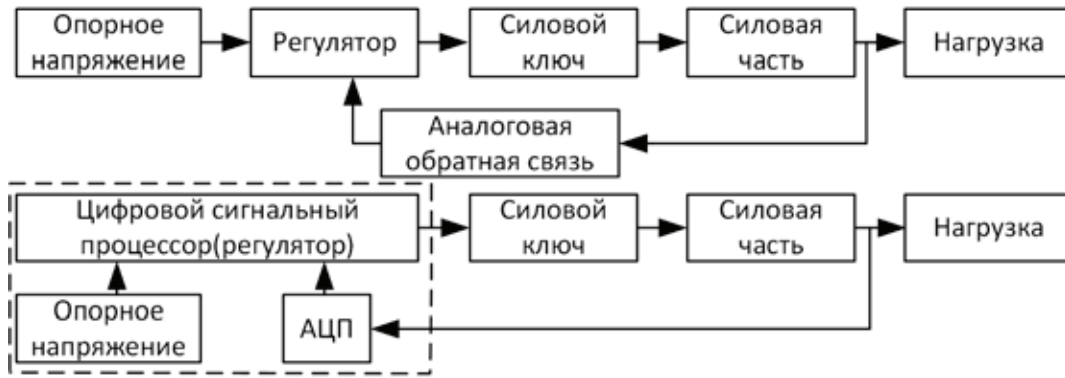 Опорное
напряжение
Регулятор
Силовой
ключ
Силовая
часть
Нагрузка
Аналоговая
обратная связь
Цифровой сигнальный
процессор(регулятор)
Силовой
ключ
Силовая
часть
Нагрузка
Опорное
напряжение
АЦП